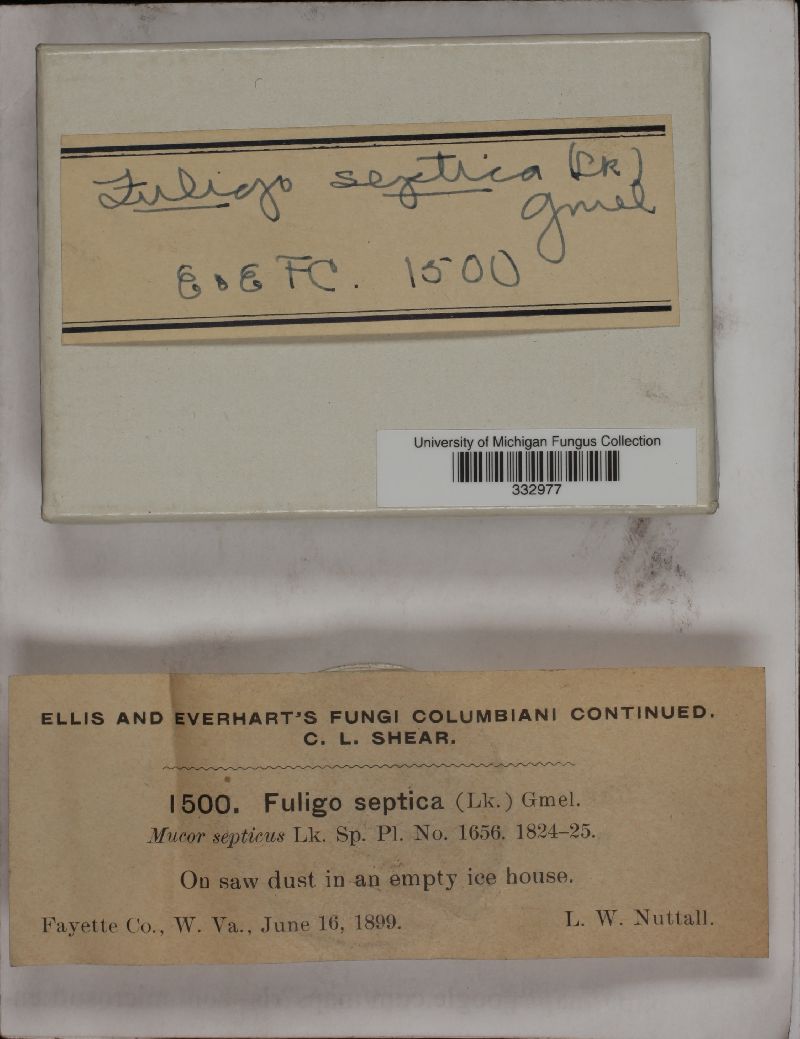 Fuligo septica (Lk)
Gmel
E & E FC. 1500
University of Michigan Fungus Collection
332977
ELLIS AND EVERHART'S FUNGI COLUMBIANI CONTINUED.
C. L. SHEAR.
1500. Fuligo septica (Lk.) Gmel.
Mucor septicus Lk. Sp. Pl. No. 1656. 1824-25.
On saw dust in an empty ice house.
Fayette Co., W. Va., June 16, 1899. L. W. Nuttall.